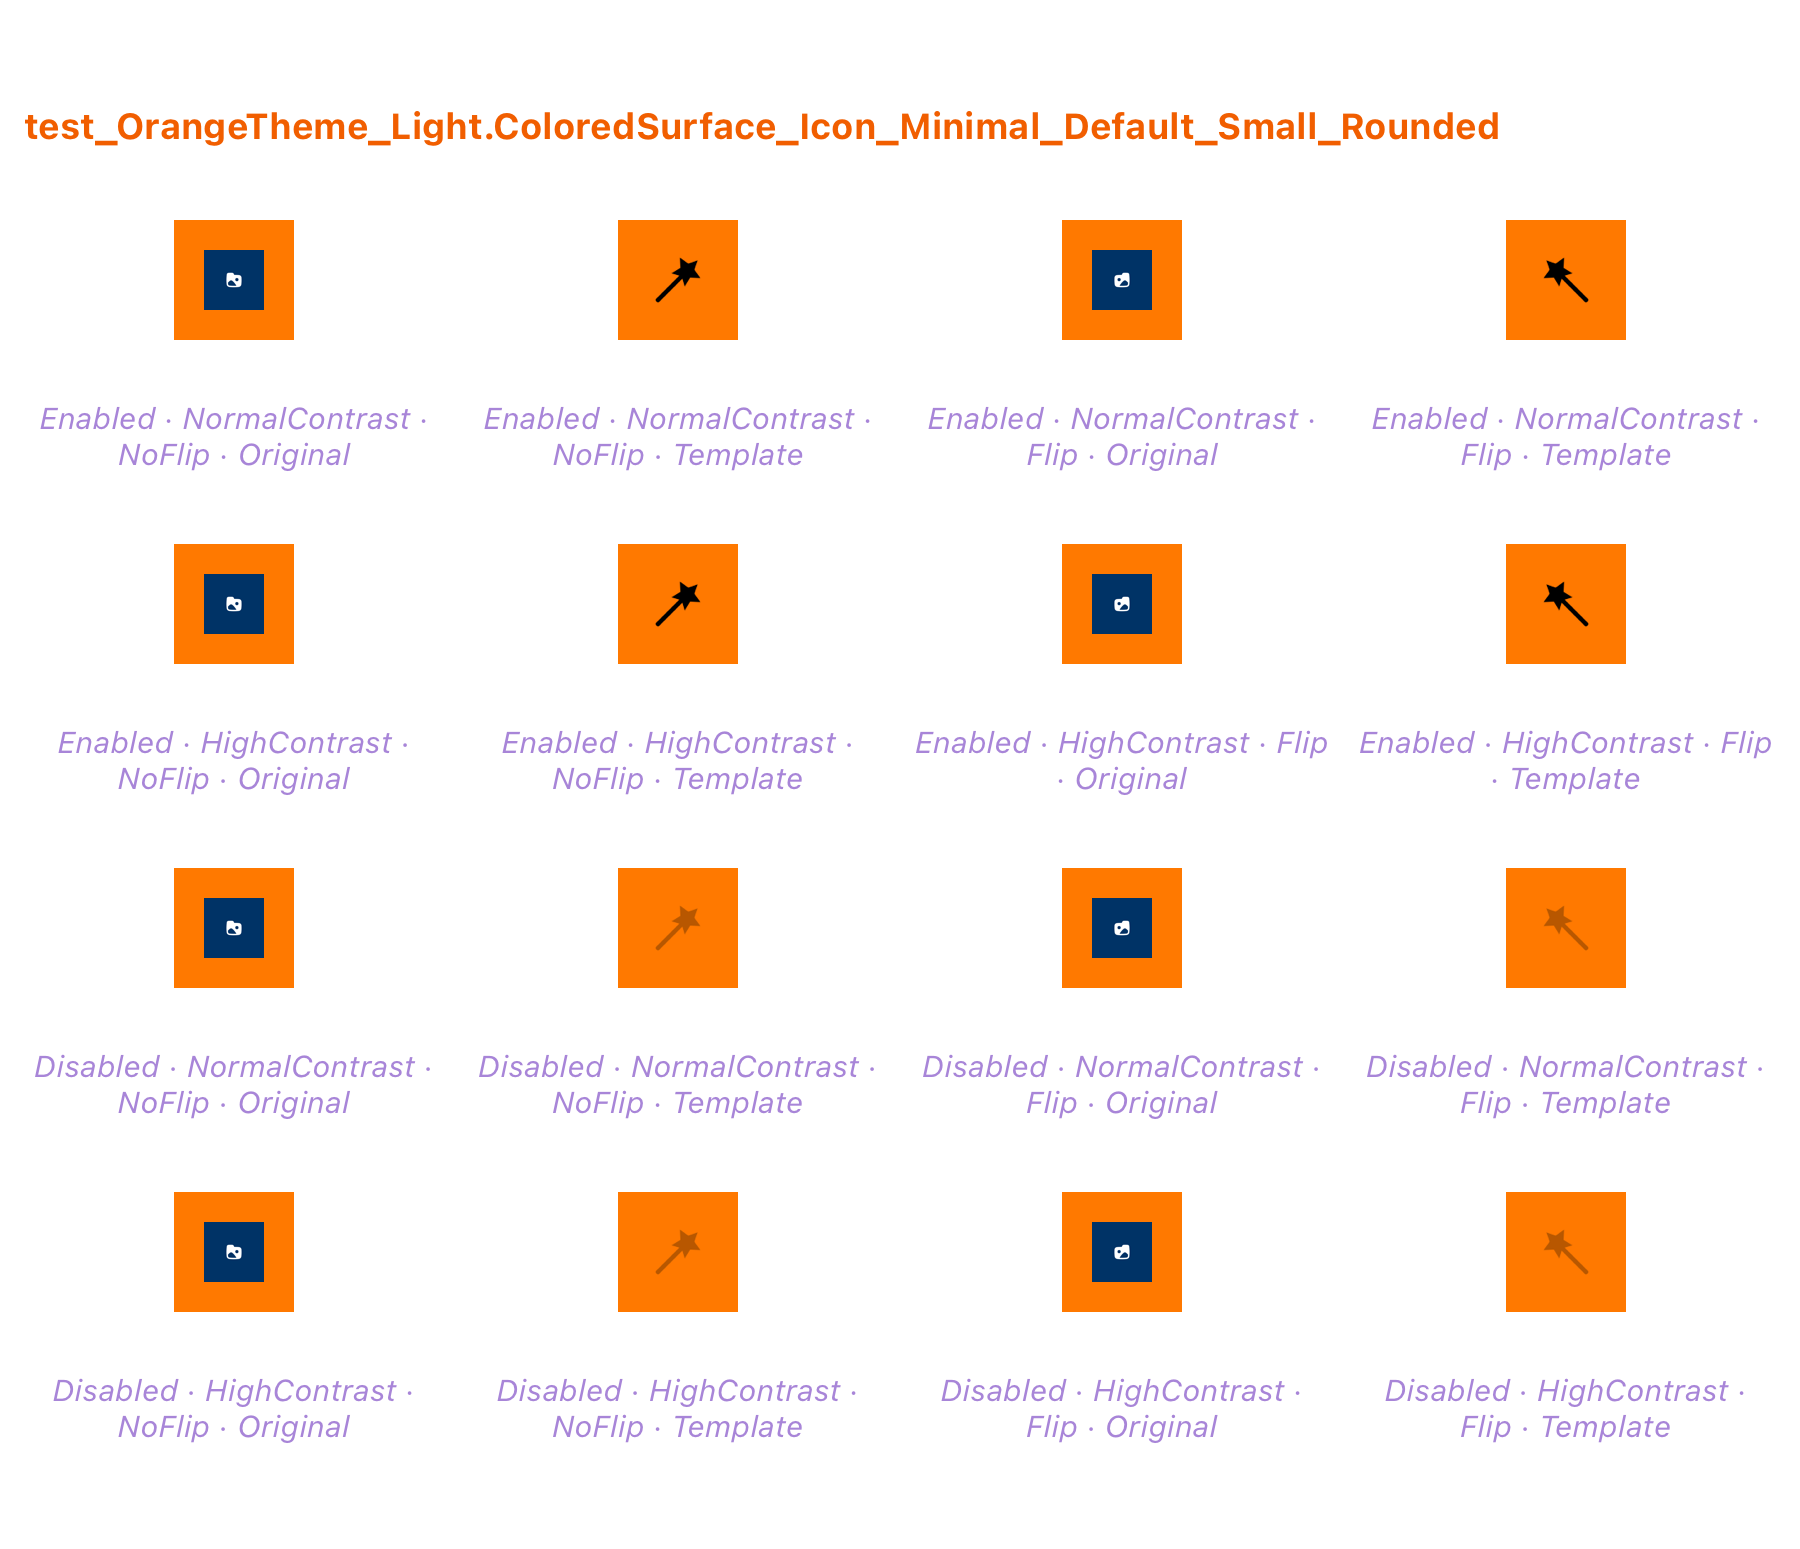 test_OrangeTheme_Light.ColoredSurface_Icon_Minimal_Default_Small_Rounded
Enabled · NormalContrast ·
NoFlip · Original
Enabled · NormalContrast ·
NoFlip · Template
Enabled · NormalContrast ·
Flip · Original
Enabled · NormalContrast ·
Flip · Template
Enabled · HighContrast ·
NoFlip · Original
Enabled · HighContrast ·
NoFlip · Template
Enabled · HighContrast · Flip
· Original
Enabled · HighContrast · Flip
· Template
Disabled · NormalContrast ·
NoFlip · Original
Disabled · NormalContrast ·
NoFlip · Template
Disabled · NormalContrast ·
Flip · Original
Disabled · NormalContrast ·
Flip · Template
Disabled · HighContrast ·
NoFlip · Original
Disabled · HighContrast ·
NoFlip · Template
Disabled · HighContrast ·
Flip · Original
Disabled · HighContrast ·
Flip · Template